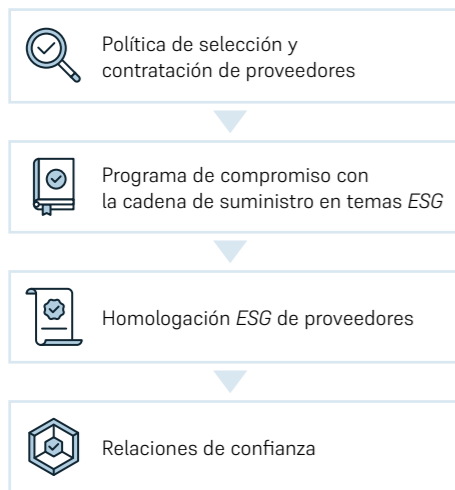 Política de selección y
contratación de proveedores
Programa de compromiso con
la cadena de suministro en temas ESG
Homologación ESG de proveedores
Relaciones de confianza